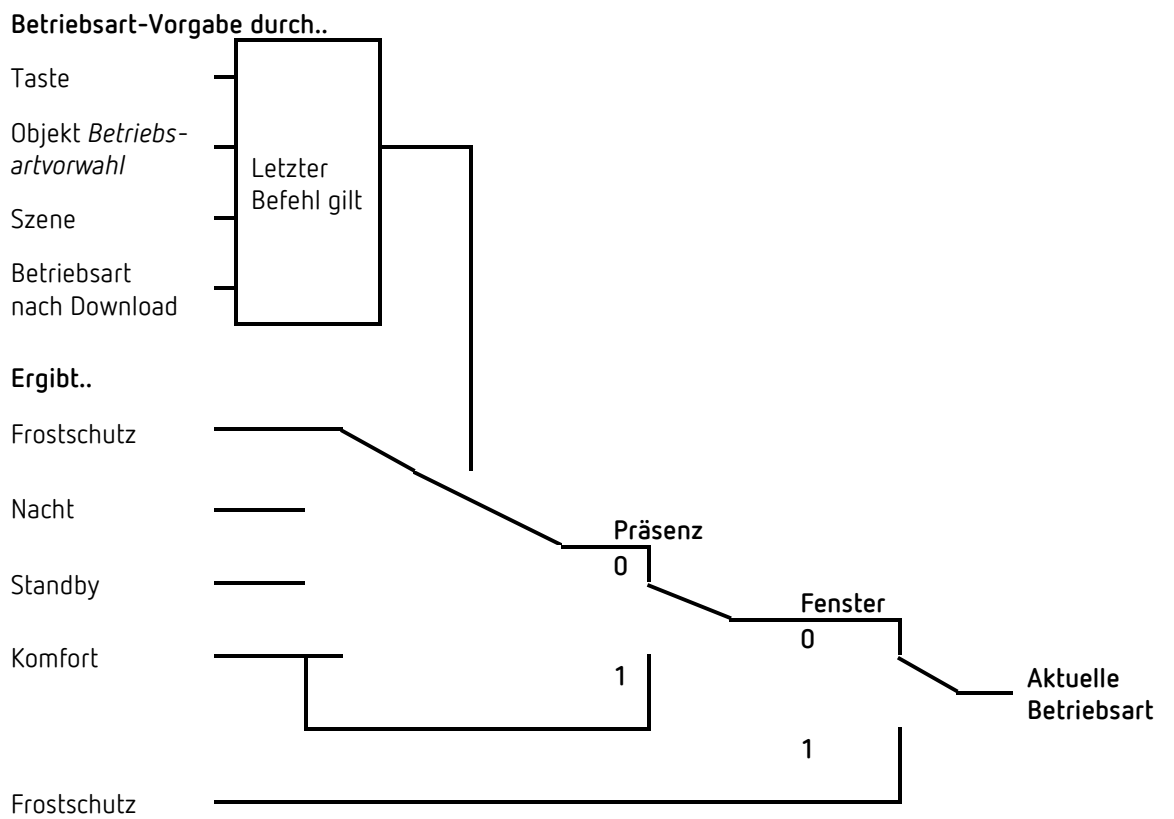 Betriebsart-Vorgabe durch..
Taste
Objekt Betriebs-
artvorwahl
Szene
Betriebsart
nach Download
Letzter
Befehl gilt
Ergibt..
Frostschutz
Nacht
Standby
Komfort
Frostschutz
Präsenz
0
1
Fenster
0
1
Aktuelle
Betriebsart